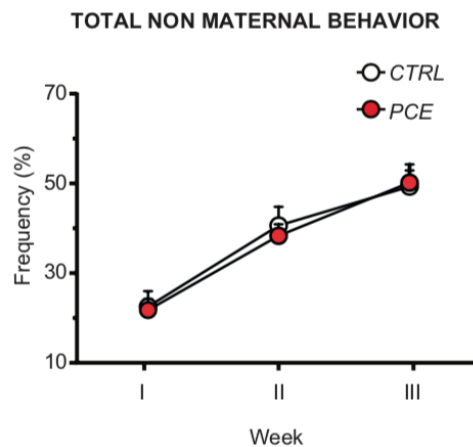 TOTAL NON MATERNAL BEHAVIOR
CTRL
PCE
70
50
30
10
Frequency (%)
I
II
III
Week